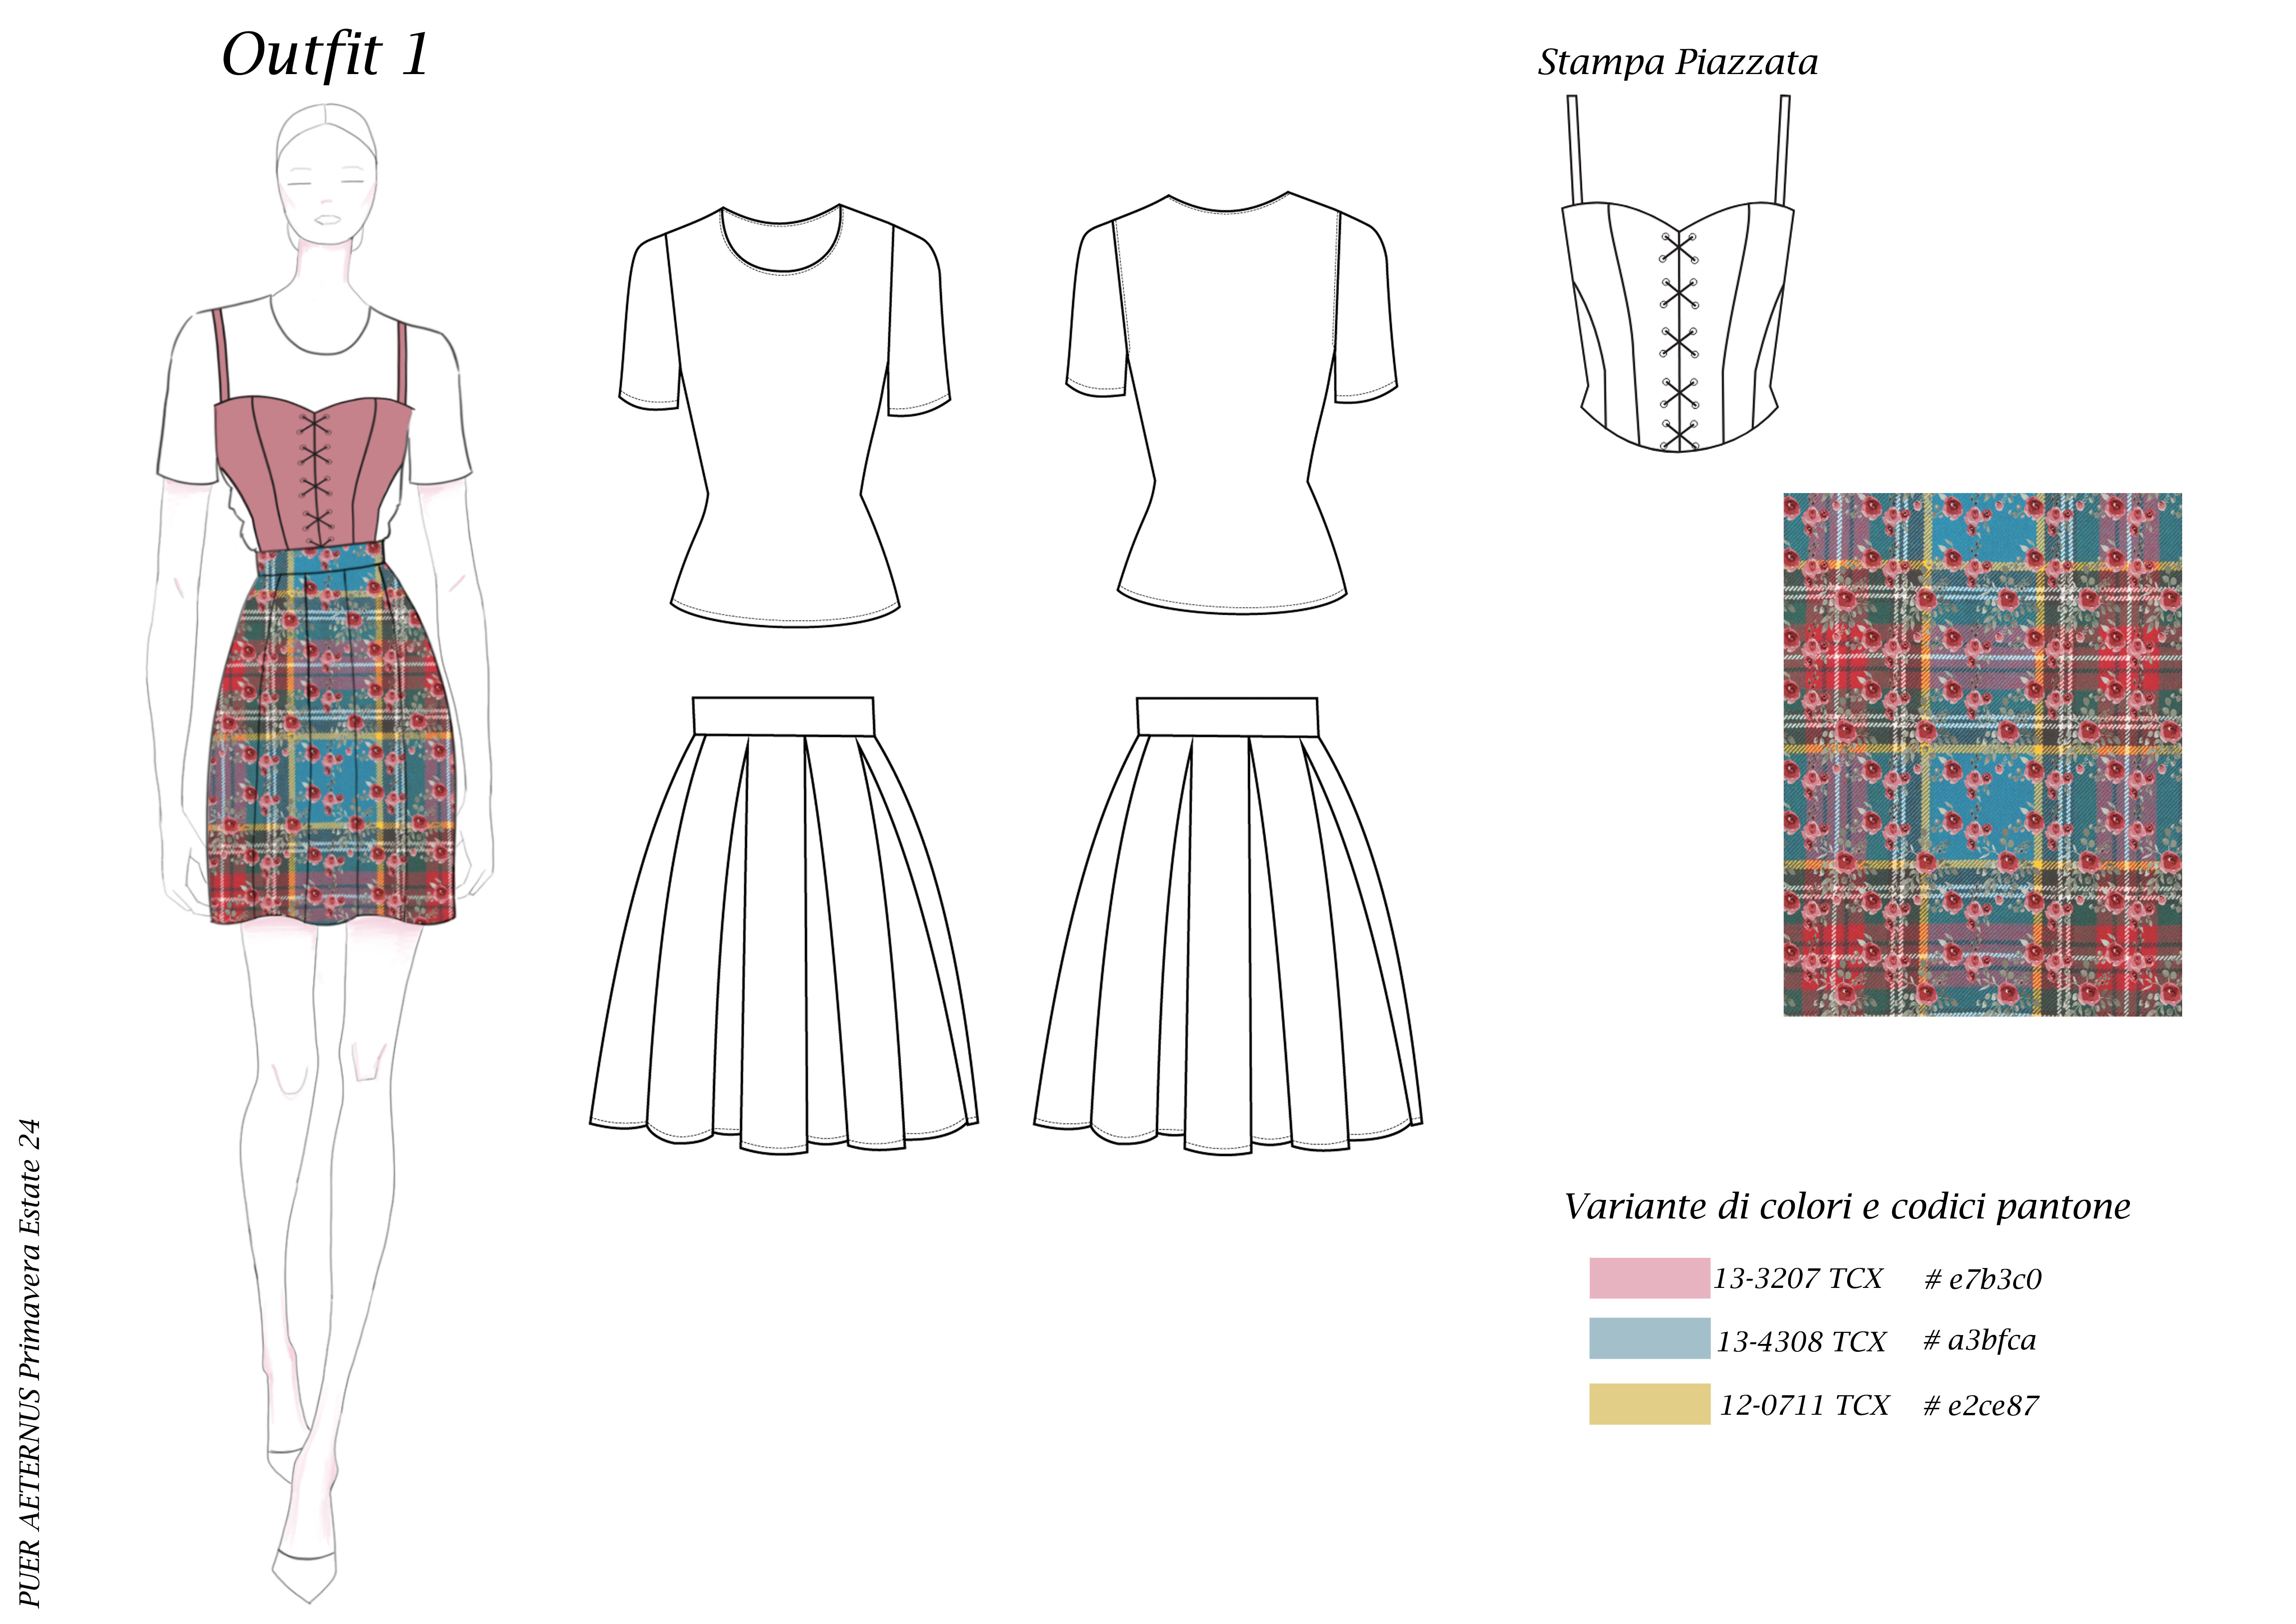 Outfit 1
Stampa Piazzata
Variante di colori e codici pantone
13-3207 TCX # e7b3c0
13-4308 TCX # a3bfca
12-0711 TCX # e2ce87
PUER AETERNUS Primavera Estate 24